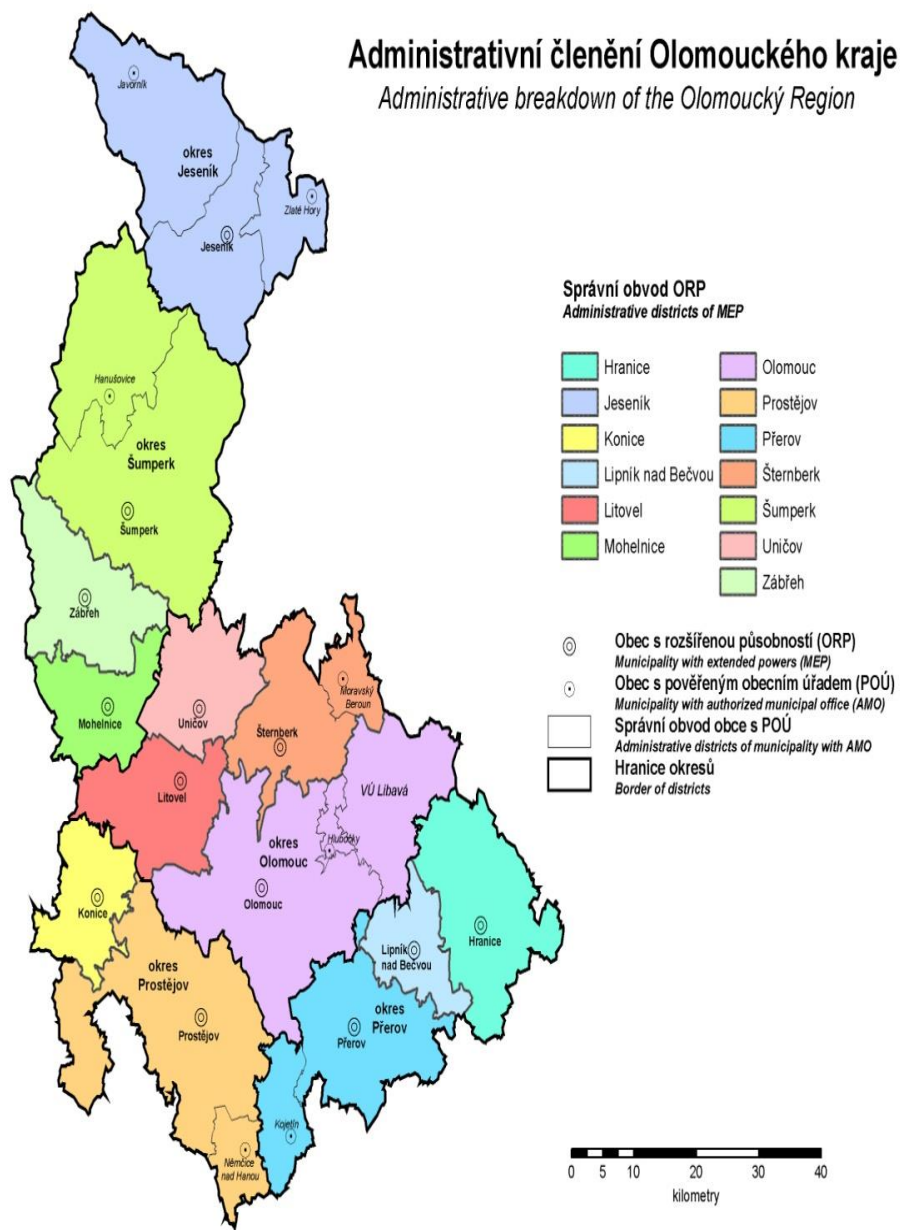 Administrativní členění Olomouckého kraje
Administrative breakdown of the Olomoucký Region
Javorník
okres
Jeseník
Zlaté Hory
Jeseník
Správní obvod ORP
Administrative districts of MEP
Hranice
Olomouc
Jeseník
Prostějov
Konice
Přerov
Lipník nad Bečvou
Šternberk
Litovel
Šumperk
Mohelnice
Uničov
Zábřeh
Hanušovice
okres
Šumperk
Šumperk
Zábřeh
Obec s rozšířenou působností (ORP)
Municipality with extended powers (MEP)
Obec s pověřeným obecním úřadem (POÚ)
Municipality with authorized municipal office (AMO)
Správní obvod obce s POÚ
Administrative districts of municipality with AMO
Hranice okresů
Border of districts
Moravský
Beroun
Mohelnice
Uničov
Šternberk
Litovel
VÚ Libavá
Hlubočky
okres
Olomouc
Olomouc
Konice
Hranice
Lipník
nad Bečvou
okres
Prostějov
Prostějov
okres
Přerov
Přerov
Kojetín
Němčice
nad Hanou
0 5 10 20 30 40
kilometry